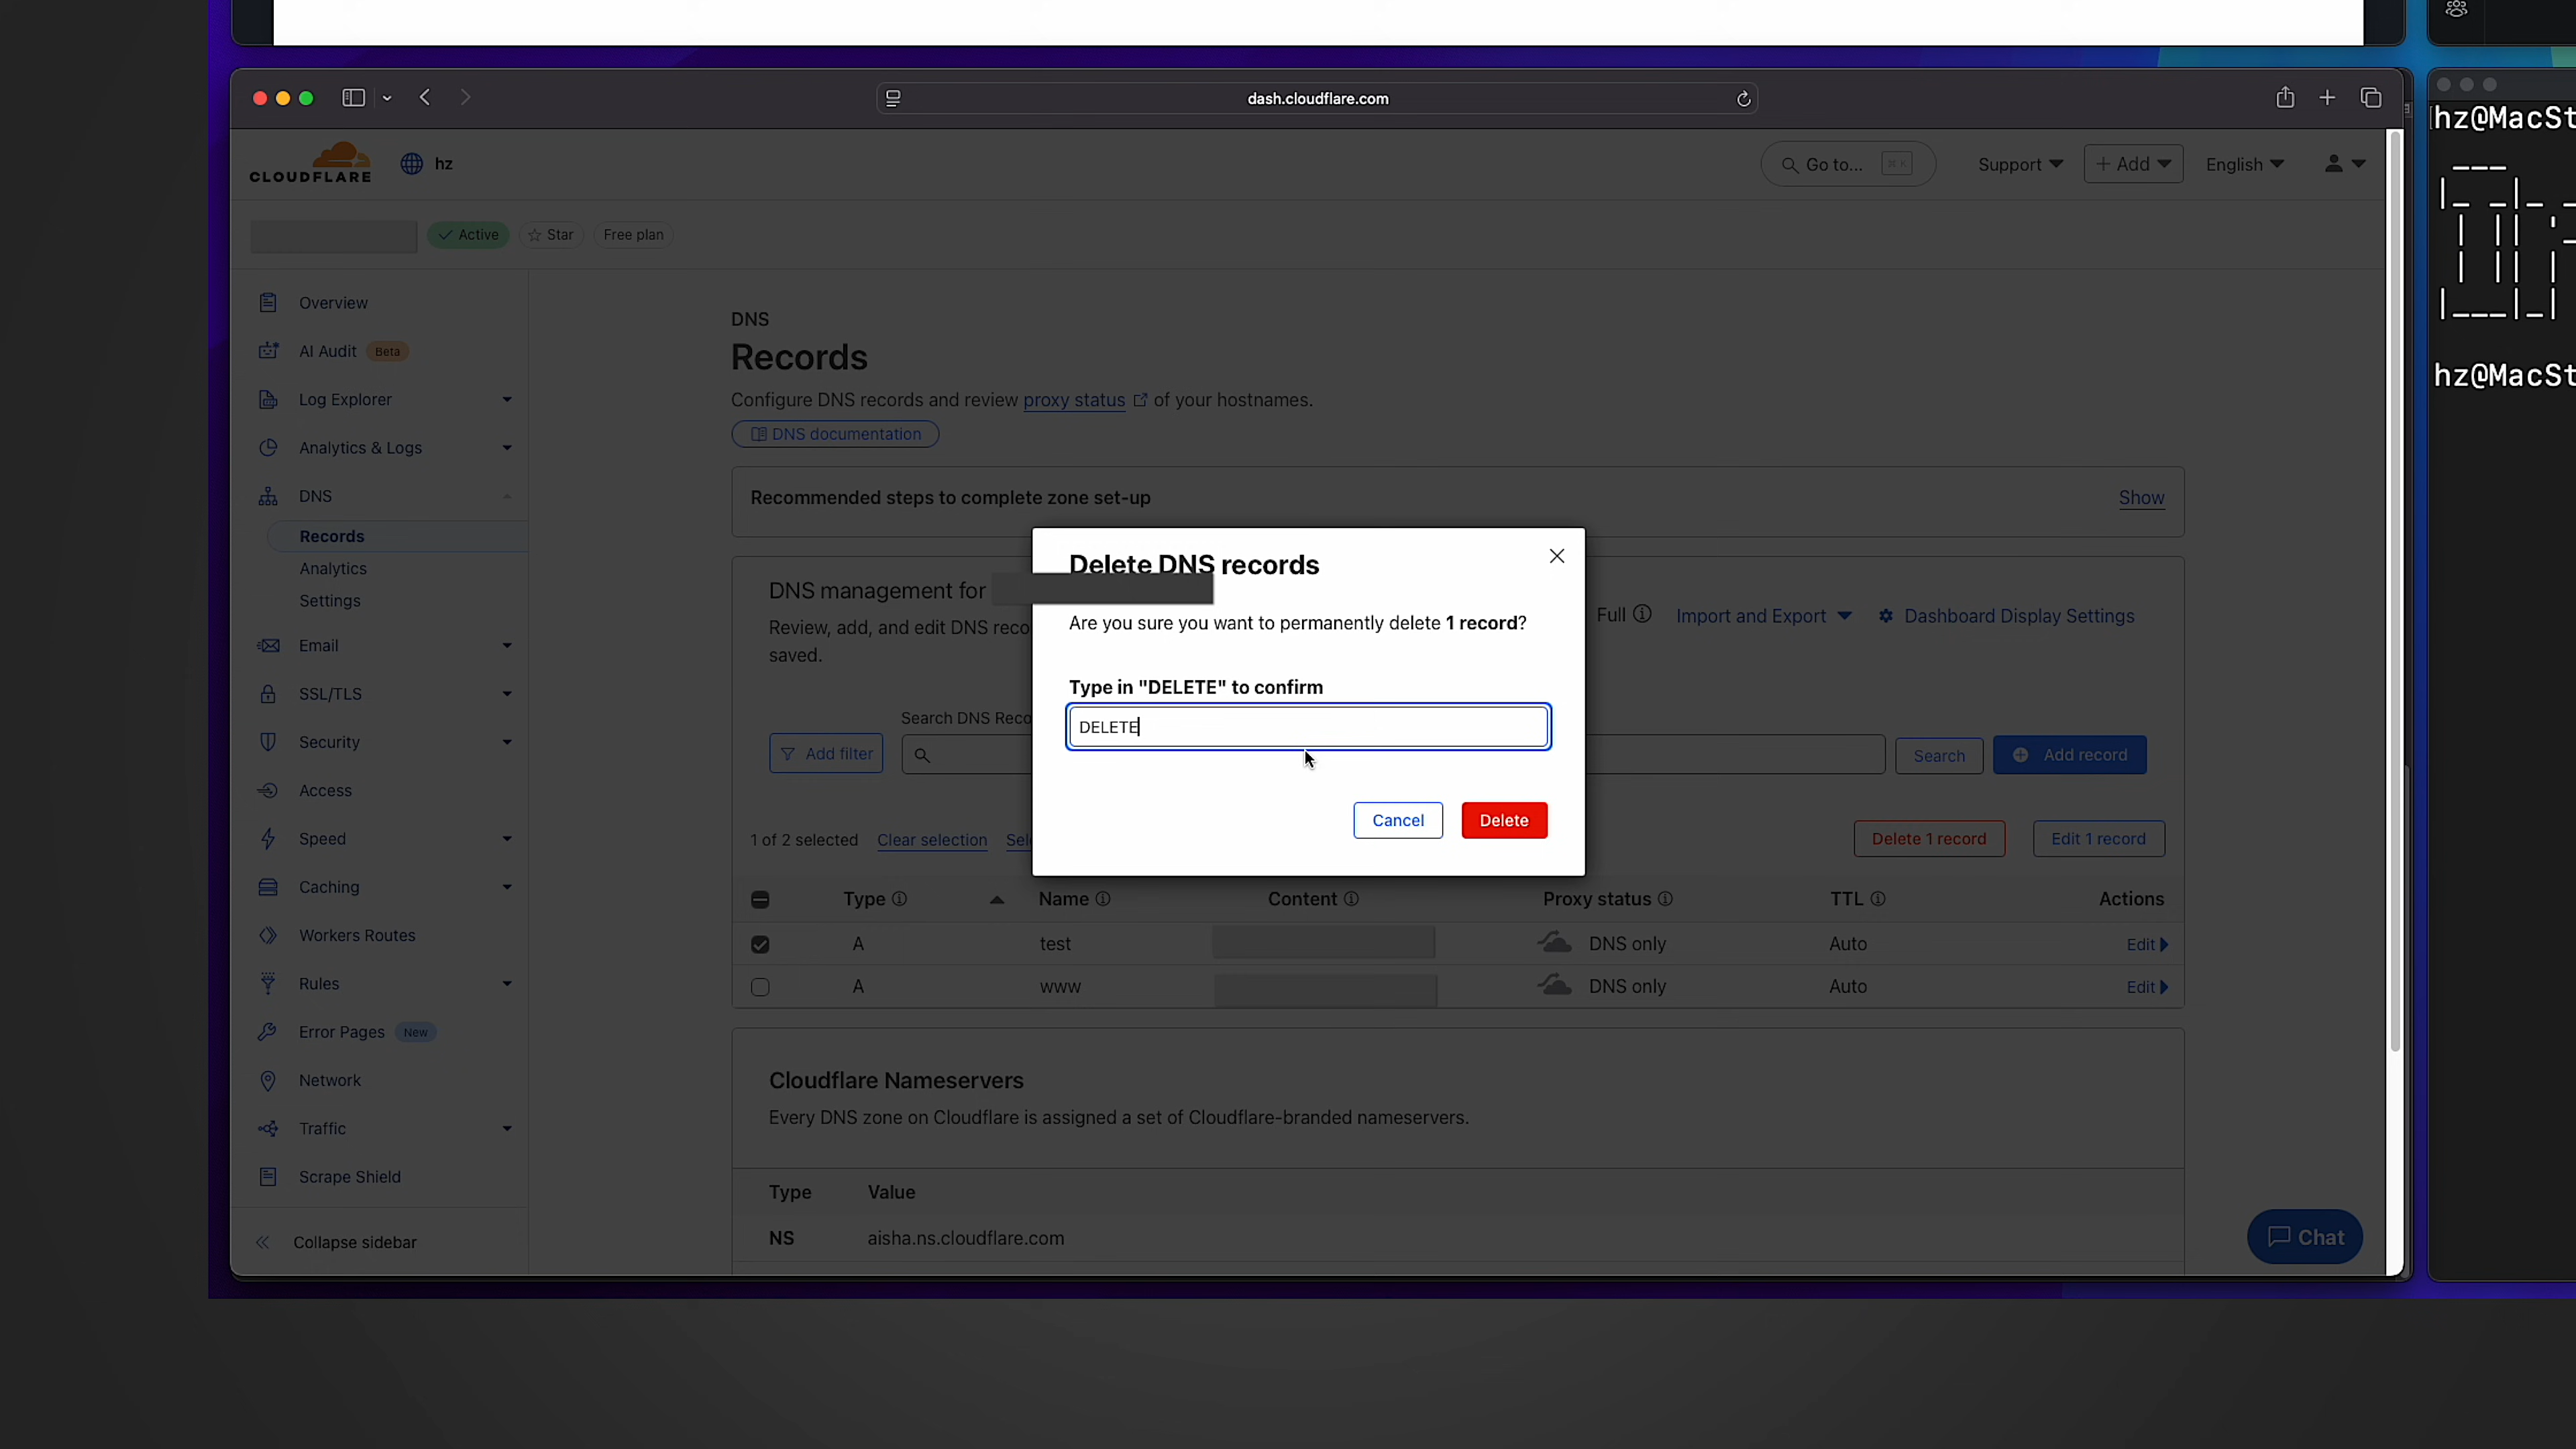 dash.cloudflare.com
hz@MacSt
CLOUDFLARE
hz
Go to...
Support
+ Add
English
Active
Star
Free plan
Overview
AI Audit Beta
Log Explorer
Analytics & Logs
DNS
Records
Analytics
Settings
Email
SSL/TLS
Security
Access
Speed
Caching
Workers Routes
Rules
Error Pages New
Network
Traffic
Scrape Shield
Collapse sidebar
DNS
Records
Configure DNS records and review proxy status of your hostnames.
DNS documentation
Recommended steps to complete zone set-up
Show
DNS management for
Review, add, and edit DNS reco
saved.
Full
Import and Export
Dashboard Display Settings
Delete DNS records
Are you sure you want to permanently delete 1 record?
Type in "DELETE" to confirm
DELETE
Cancel
Delete
Search DNS Reco
Add filter
Search
Add record
1 of 2 selected Clear selection Sel
Delete 1 record
Edit 1 record
Type Name Content Proxy status TTL Actions
A test DNS only Auto Edit
A www DNS only Auto Edit
Cloudflare Nameservers
Every DNS zone on Cloudflare is assigned a set of Cloudflare-branded nameservers.
Type Value
NS aisha.ns.cloudflare.com
Chat
hz@MacSt